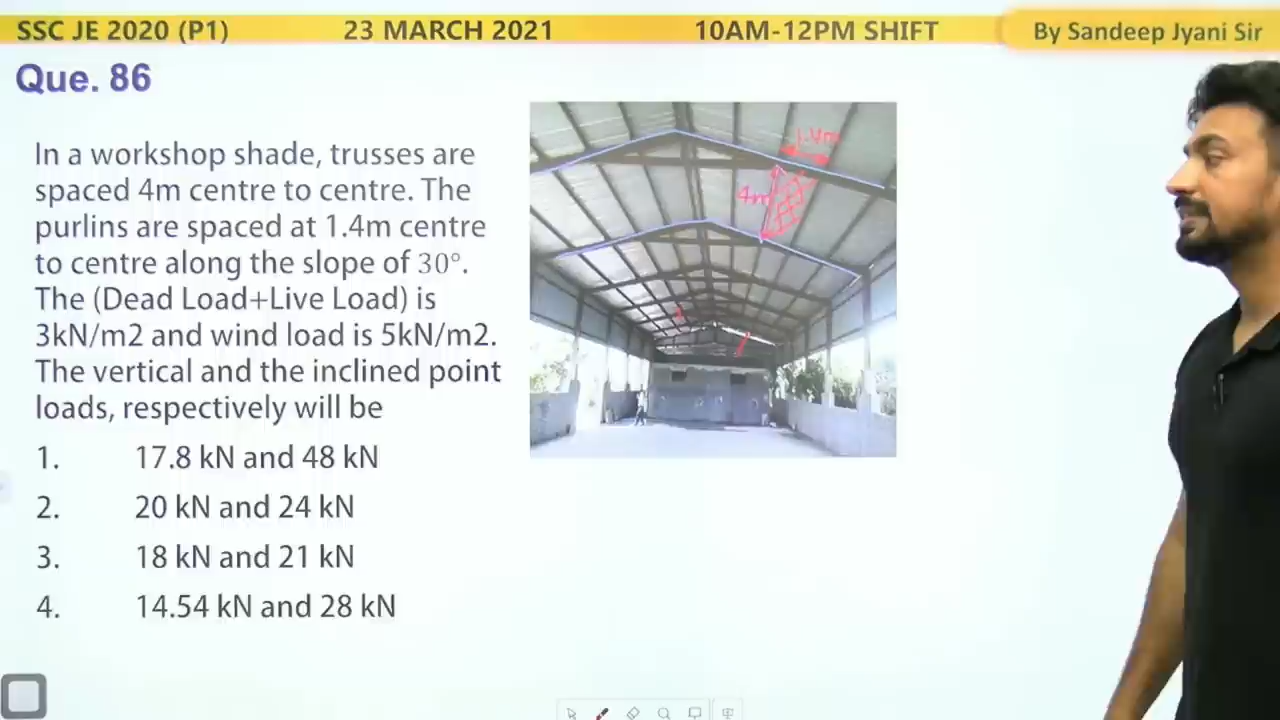 SSC JE 2020 (P1) 23 MARCH 2021 10AM-12PM SHIFT By Sandeep Jyani Sir
Que. 86
In a workshop shade, trusses are
spaced 4m centre to centre. The
purlins are spaced at 1.4m centre
to centre along the slope of 30°.
The (Dead Load+Live Load) is
3kN/m2 and wind load is 5kN/m2.
The vertical and the inclined point
loads, respectively will be
1. 17.8 kN and 48 kN
2. 20 kN and 24 kN
3. 18 kN and 21 kN
4. 14.54 kN and 28 kN
1.4m
4m